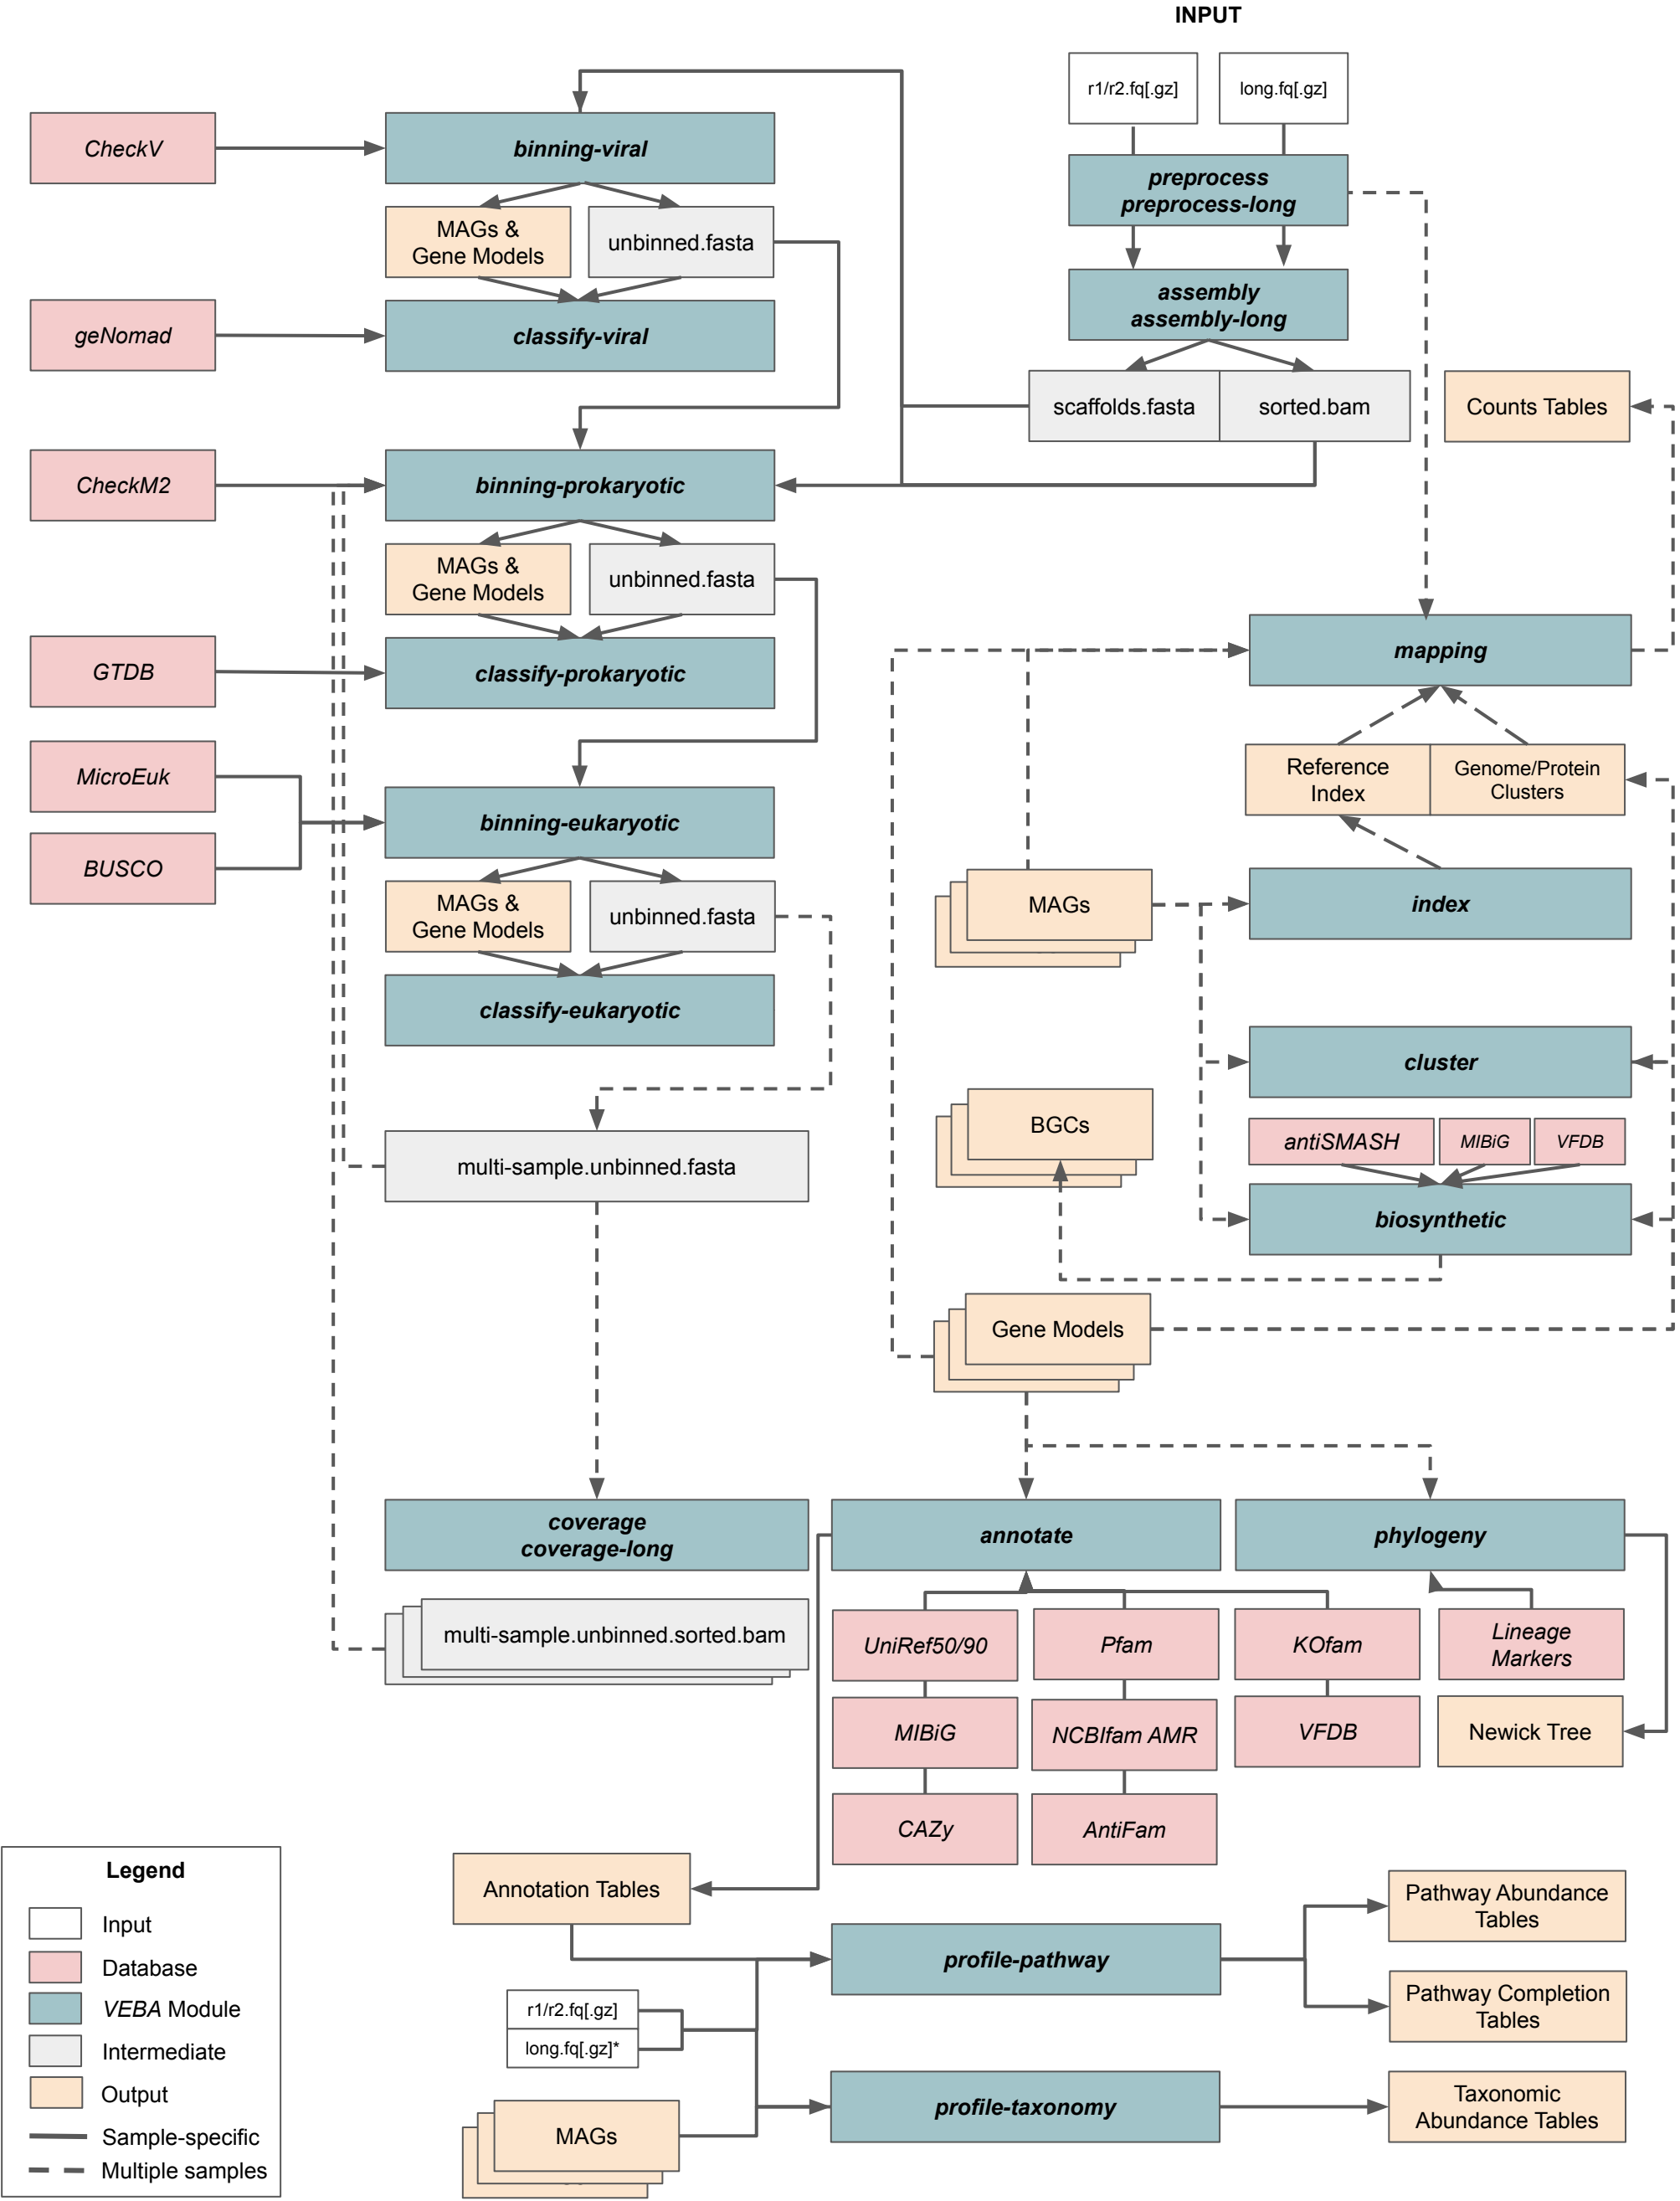 INPUT
r1/r2.fq[.gz]
long.fq[.gz]
preprocess
preprocess-long
assembly
assembly-long
scaffolds.fasta
sorted.bam
Counts Tables
CheckV
binning-viral
MAGs &
Gene Models
unbinned.fasta
geNomad
classify-viral
CheckM2
binning-prokaryotic
MAGs &
Gene Models
unbinned.fasta
GTDB
classify-prokaryotic
MicroEuk
BUSCO
binning-eukaryotic
MAGs &
Gene Models
unbinned.fasta
classify-eukaryotic
multi-sample.unbinned.fasta
coverage
coverage-long
multi-sample.unbinned.sorted.bam
mapping
Reference
Index
Genome/Protein
Clusters
MAGs
index
cluster
BGCs
antiSMASH
MIBiG
VFDB
biosynthetic
Gene Models
annotate
phylogeny
UniRef50/90
Pfam
KOfam
Lineage
Markers
MIBiG
NCBIfam AMR
VFDB
Newick Tree
CAZy
AntiFam
Annotation Tables
profile-pathway
Pathway Abundance
Tables
Pathway Completion
Tables
r1/r2.fq[.gz]
long.fq[.gz]*
MAGs
profile-taxonomy
Taxonomic
Abundance Tables
Legend
Input
Database
VEBA Module
Intermediate
Output
Sample-specific
Multiple samples